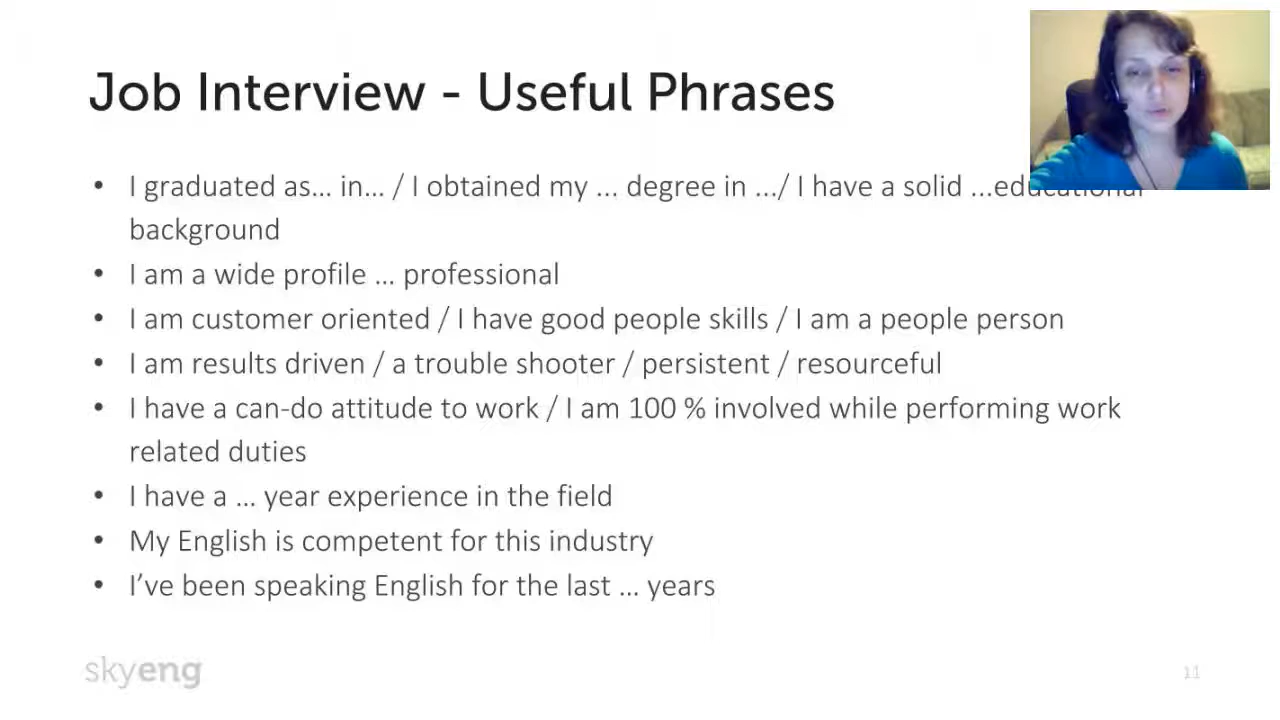 Job Interview - Useful Phrases
• I graduated as... in... / I obtained my ... degree in .../ I have a solid ...educational
background
• I am a wide profile ... professional
• I am customer oriented / I have good people skills / I am a people person
• I am results driven / a trouble shooter / persistent / resourceful
• I have a can-do attitude to work / I am 100 % involved while performing work
related duties
• I have a ... year experience in the field
• My English is competent for this industry
• I’ve been speaking English for the last ... years
skyeng
11